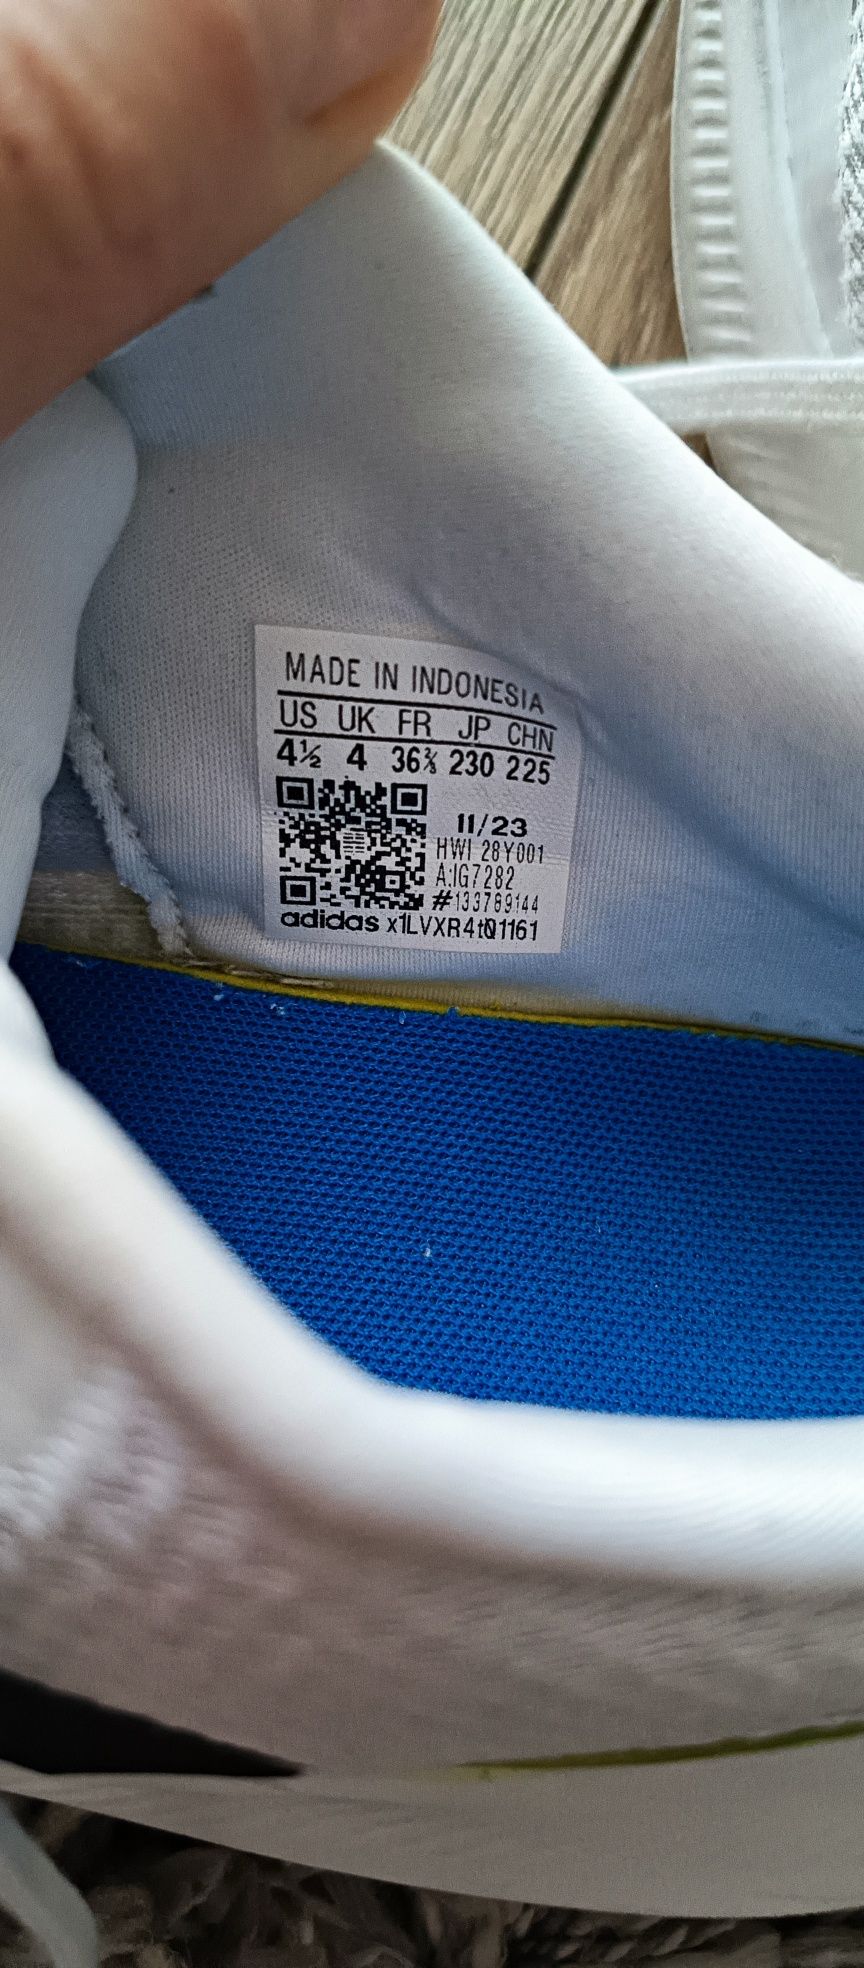 MADE IN INDONESIA
US UK FR JP CHN
4½ 4 36⅔ 230 225
11/23
HWI 28Y001
A:IG7282
#133789144
adidas x1LVXR4t01161